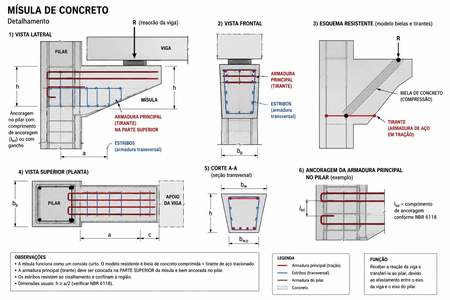 MÍSULA DE CONCRETO
Detalhamento
1) VISTA LATERAL
R (reação da viga)
PILAR
VIGA
h
h
MÍSULA
ARMADURA PRINCIPAL
(TIRANTE)
NA PARTE SUPERIOR
Ancoragem
no pilar com
comprimento
de ancoragem
ou com
gancho
ESTRIBOS
(armadura transversal)
a
2) VISTA FRONTAL
ARMADURA
PRINCIPAL
(TIRANTE)
ESTRIBOS
(armadura transversal)
3) ESQUEMA RESISTENTE (modelo bielas e tirantes)
R
BIELA DE CONCRETO
(COMPRESSÃO)
TIRANTE
(ARMADURA DE AÇO
EM TRAÇÃO)
4) VISTA SUPERIOR (PLANTA)
PILAR
APOIO
DA VIGA
a
c
5) CORTE A-A
(seção transversal)
h
6) ANCORAGEM DA ARMADURA PRINCIPAL
NO PILAR (exemplo)
= comprimento
de ancoragem
conforme NBR 6118
OBSERVAÇÕES
• A mísula funciona como um consolo curto. O modelo resistente é biela de concreto comprimida + tirante de aço tracionado.
• A armadura principal (tirante) deve ser colocada na PARTE SUPERIOR da mísula e bem ancorada no pilar.
• Os estribos resistem ao cisalhamento e confinam a região.
• Dimensões usuais: h ≥ a/2 (verificar NBR 6118).
LEGENDA
Armadura principal (tração)
Estribos (transversal)
Armadura do pilar
Concreto
FUNÇÃO
Receber a reação da viga e
transferi-la ao pilar, devido
ao afastamento entre o eixo
da viga e o eixo do pilar.